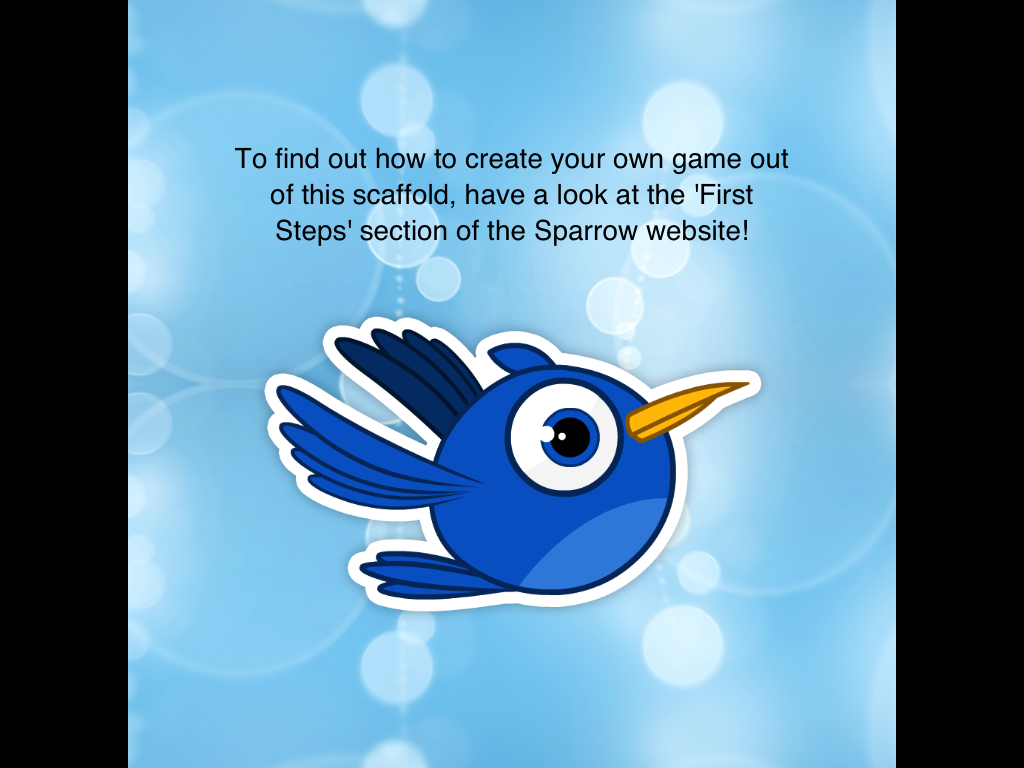 To find out how to create your own game out
of this scaffold, have a look at the 'First
Steps' section of the Sparrow website!